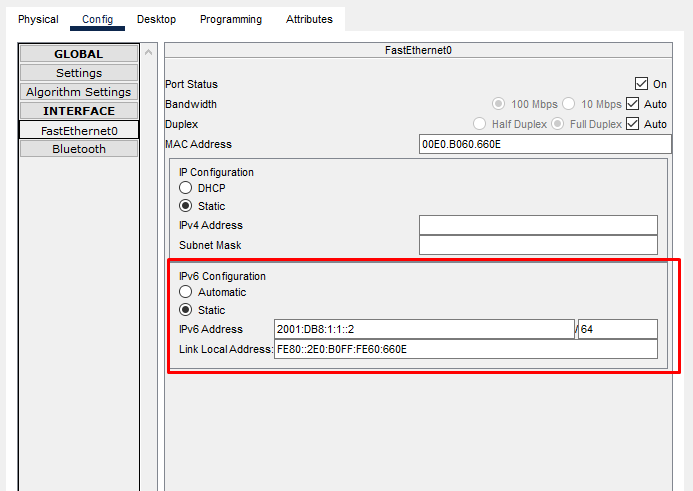 Physical Config Desktop Programming Attributes
GLOBAL
Settings
Algorithm Settings
INTERFACE
FastEthernet0
Bluetooth
FastEthernet0
Port Status On
Bandwidth 100 Mbps 10 Mbps Auto
Duplex Half Duplex Full Duplex Auto
MAC Address 00E0.B060.660E
IP Configuration
DHCP
Static
IPv4 Address
Subnet Mask
IPv6 Configuration
Automatic
Static
IPv6 Address 2001:DB8:1:1::2 / 64
Link Local Address: FE80::2E0:B0FF:FE60:660E